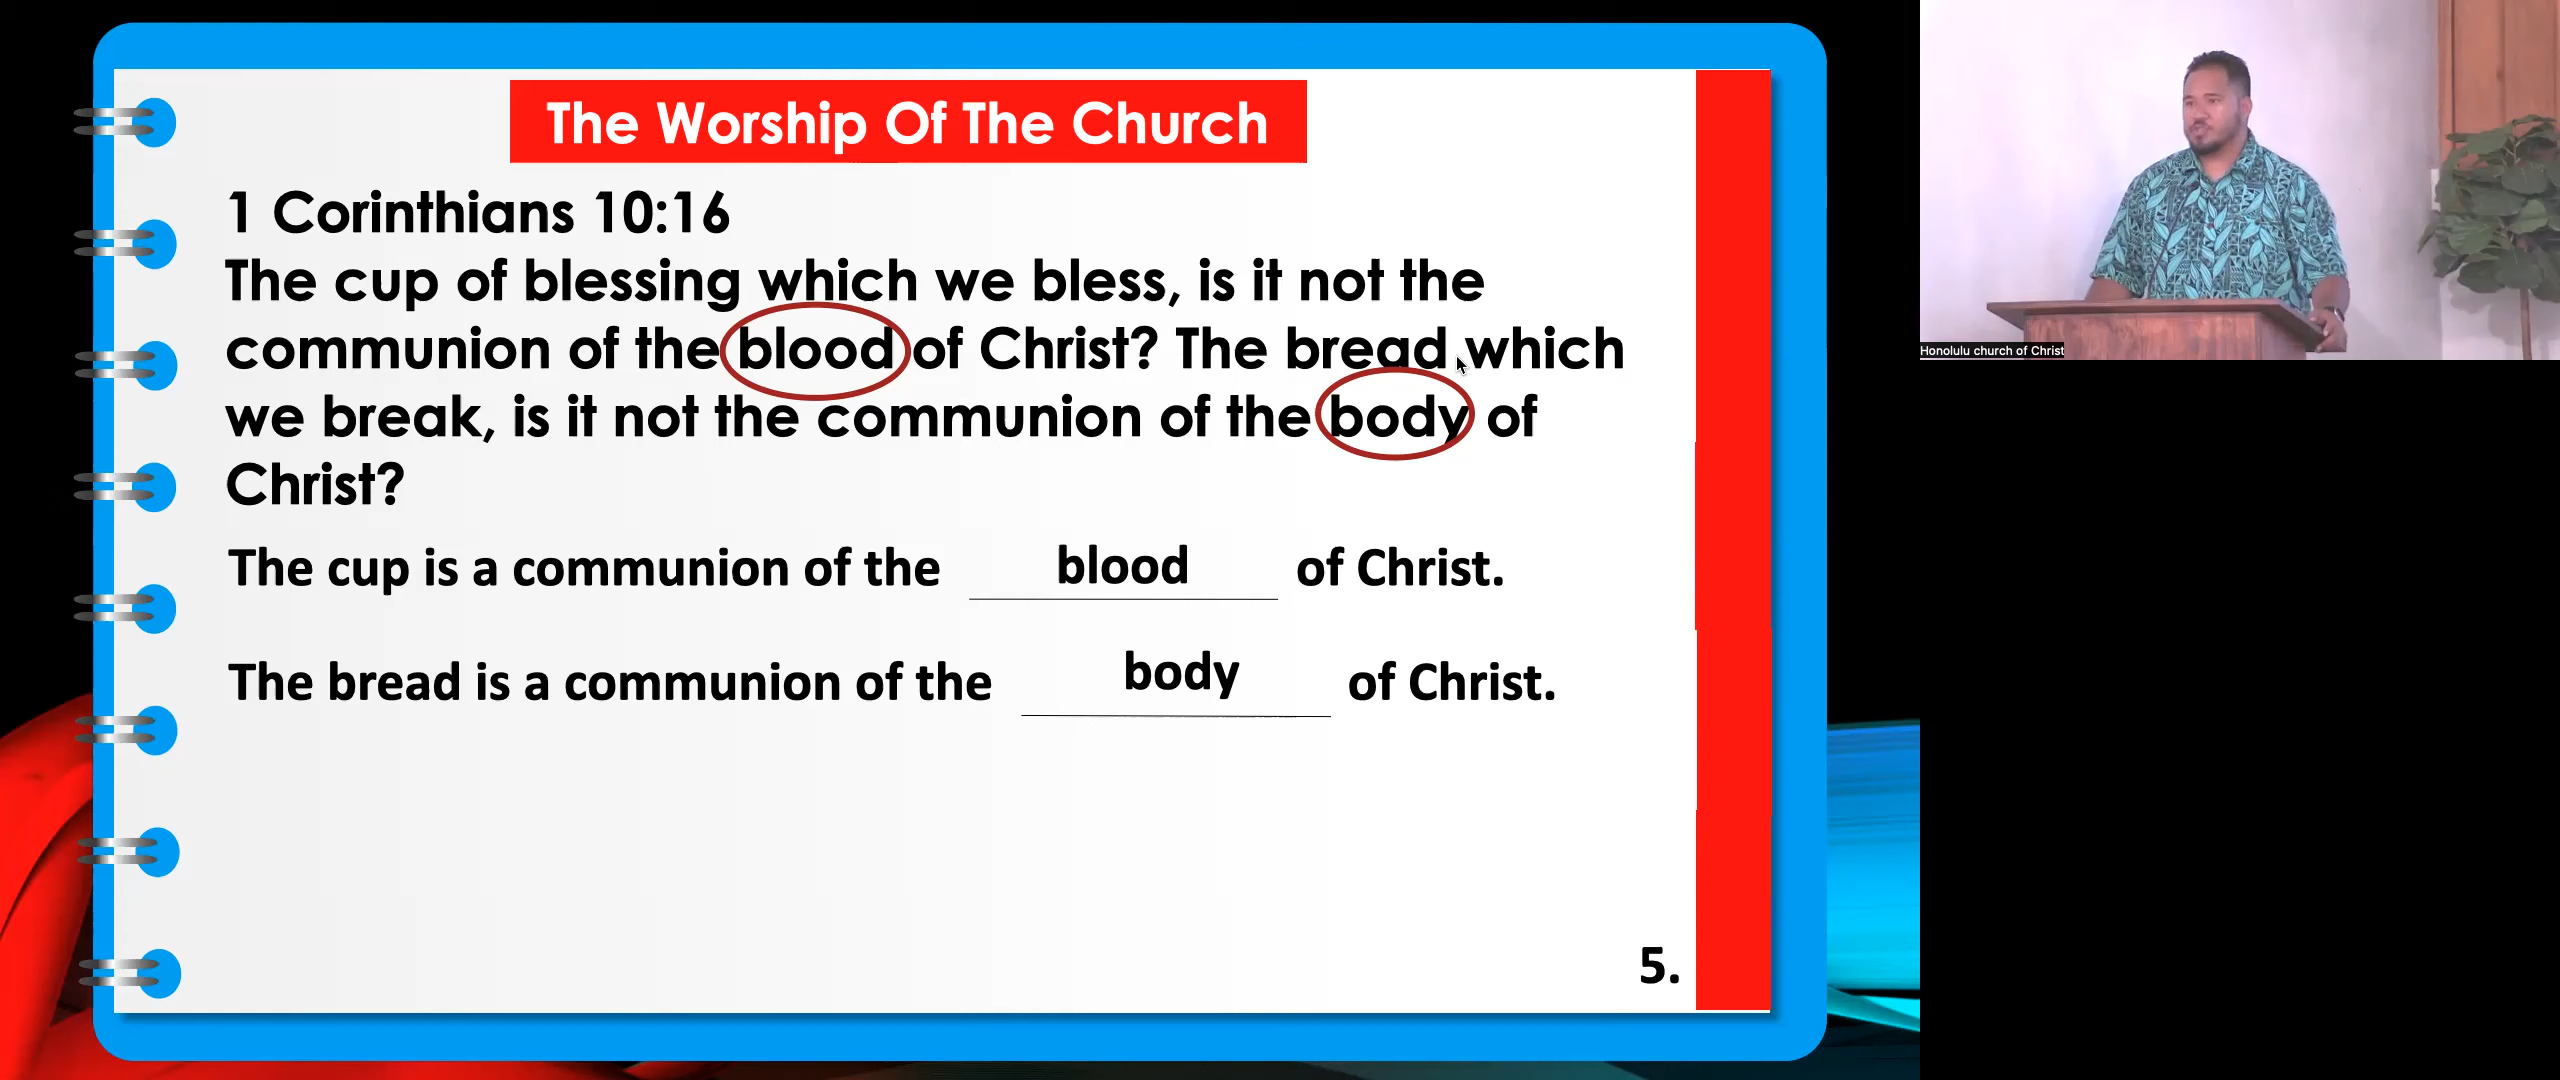 The Worship Of The Church
1 Corinthians 10:16
The cup of blessing which we bless, is it not the
communion of the blood of Christ? The bread which
we break, is it not the communion of the body of
Christ?
The cup is a communion of the blood of Christ.
The bread is a communion of the body of Christ.
5.
Honolulu church of Christ